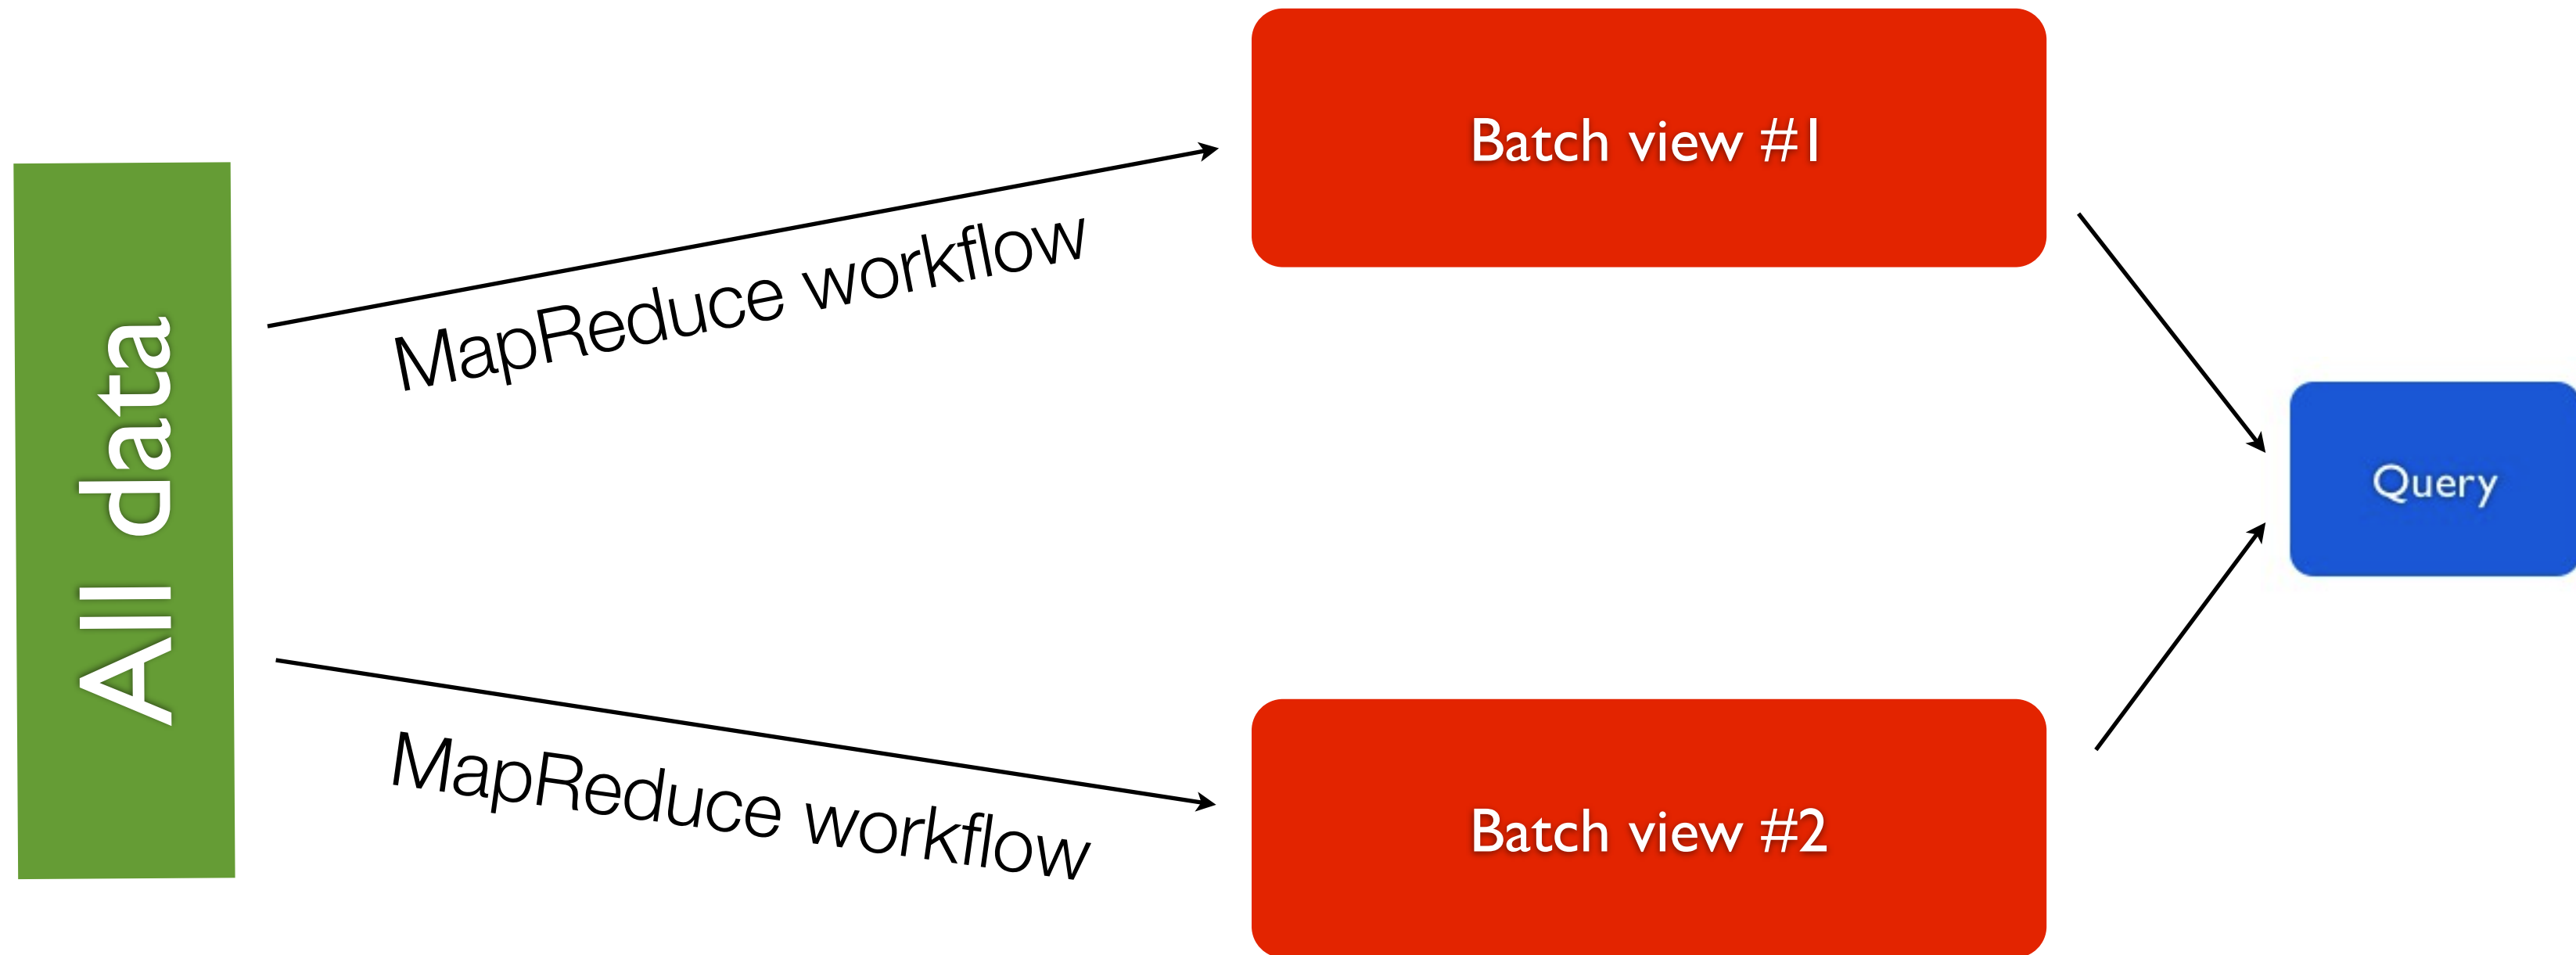 All data
MapReduce workflow
MapReduce workflow
Batch view #1
Batch view #2
Query